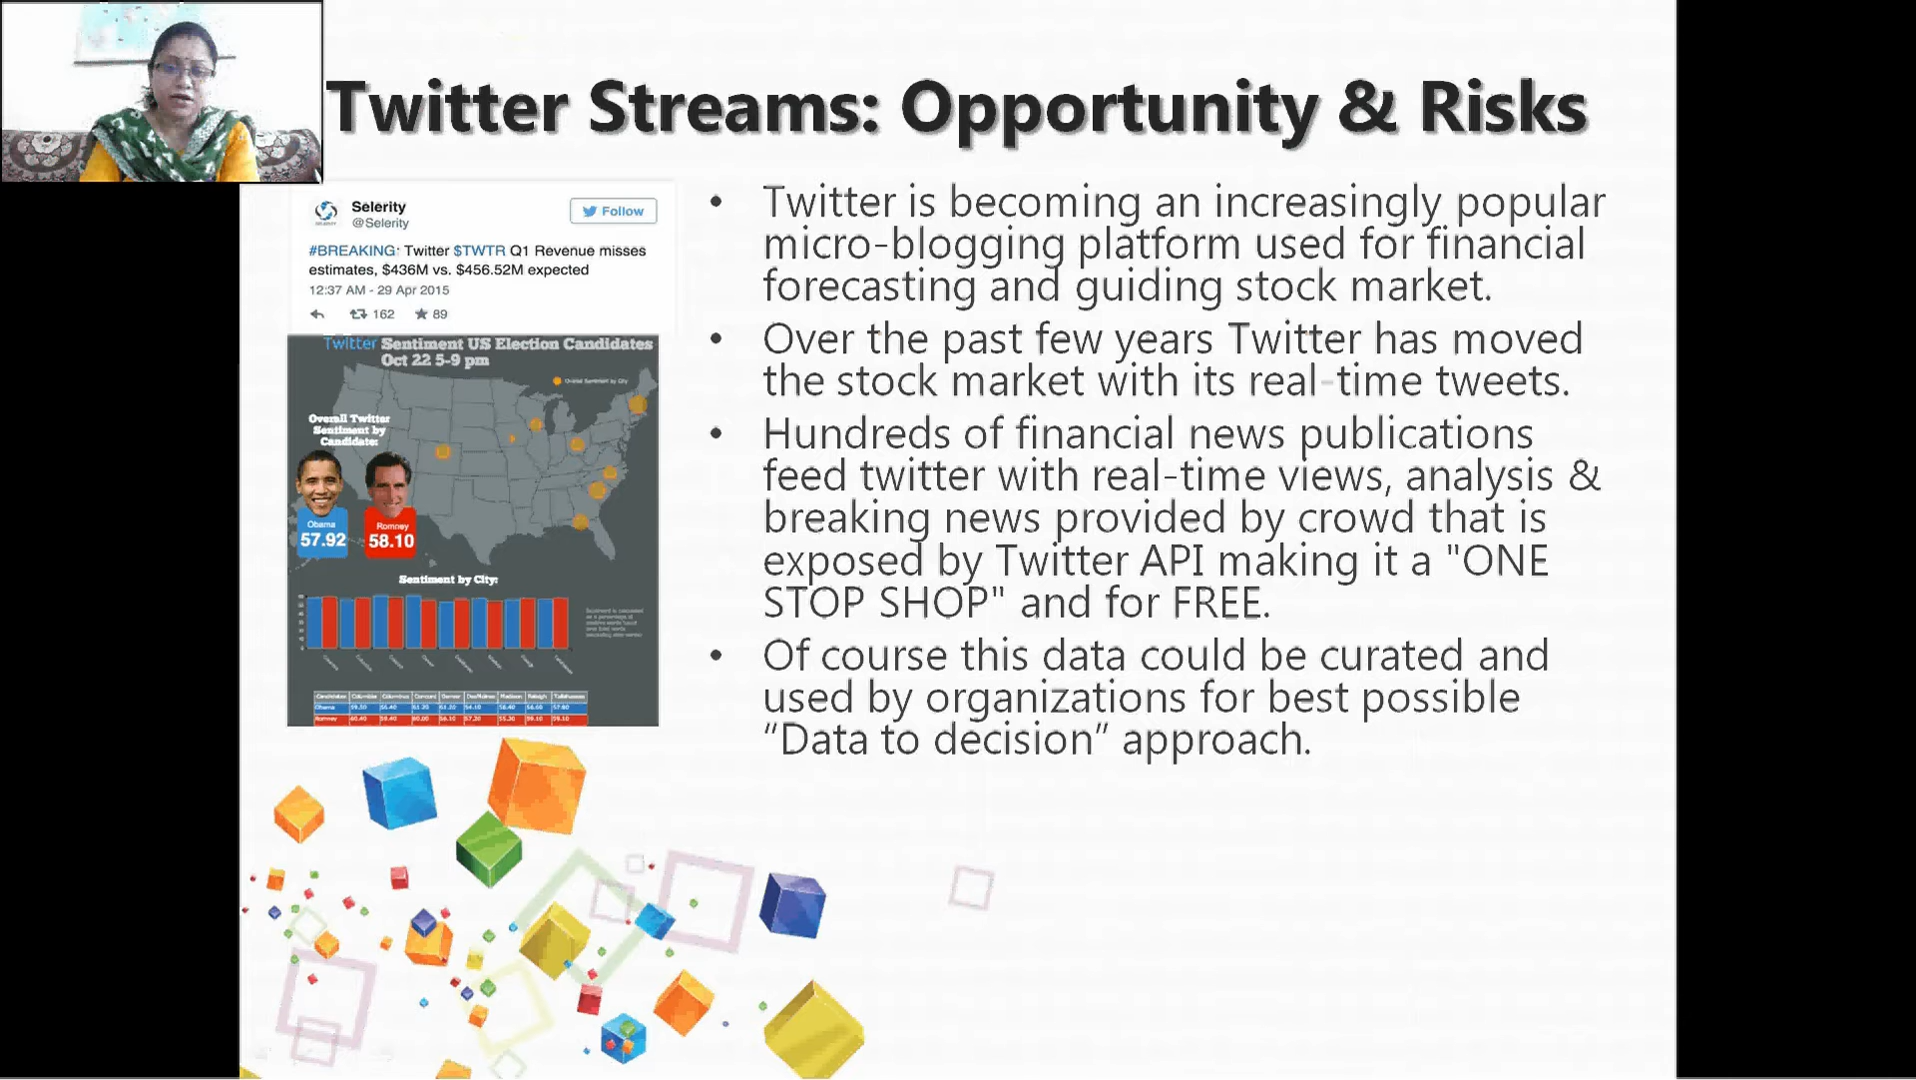 Twitter Streams: Opportunity & Risks
Selerity
@Selerity
Follow
#BREAKING: Twitter $TWTR Q1 Revenue misses
estimates, $436M vs. $456.52M expected
12:37 AM - 29 Apr 2015
162
89
Twitter Sentiment US Election Candidates
Oct 22 5-9 pm
Overall Sentiment by City
Overall Twitter
Sentiment by
Candidate:
Obama
57.92
Romney
58.10
Sentiment by City:
• Twitter is becoming an increasingly popular
micro-blogging platform used for financial
forecasting and guiding stock market.
• Over the past few years Twitter has moved
the stock market with its real-time tweets.
• Hundreds of financial news publications
feed twitter with real-time views, analysis &
breaking news provided by crowd that is
exposed by Twitter API making it a "ONE
STOP SHOP" and for FREE.
• Of course this data could be curated and
used by organizations for best possible
“Data to decision” approach.